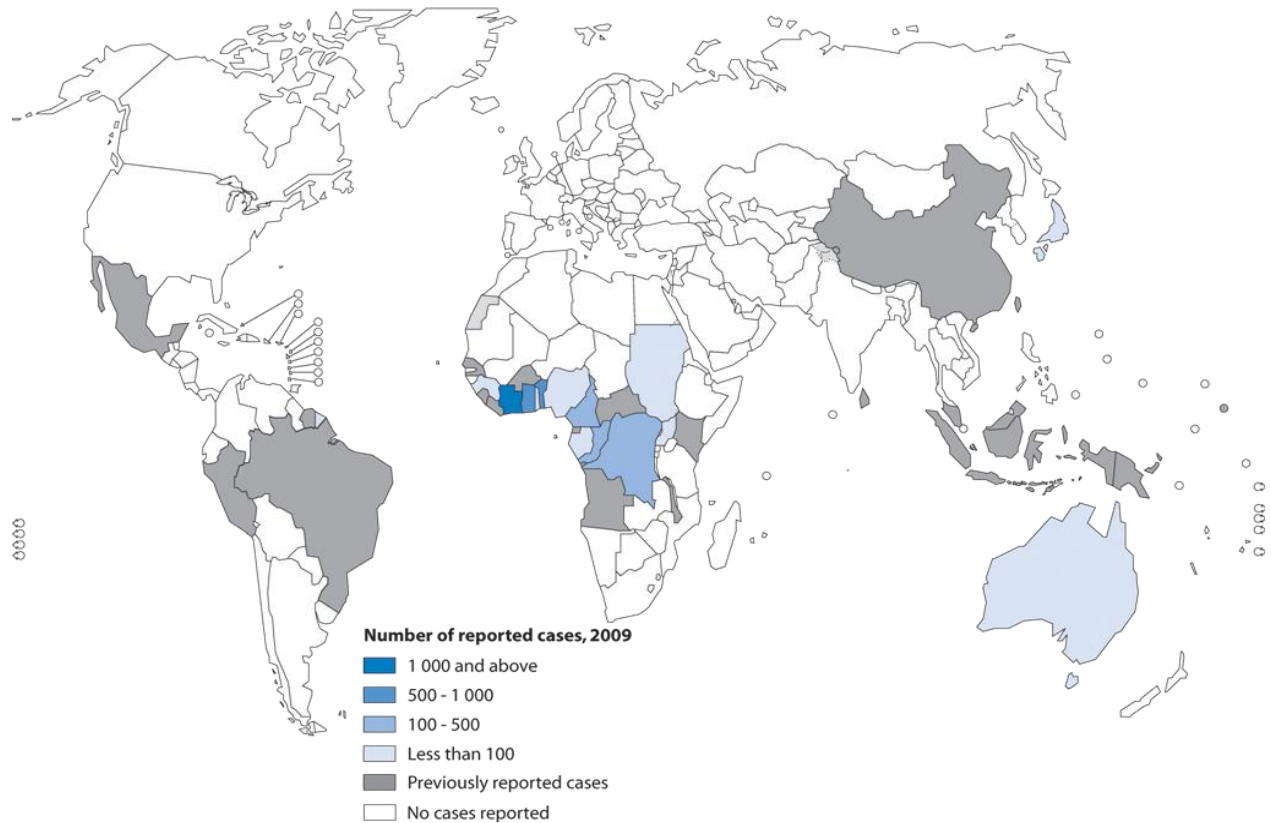 Number of reported cases, 2009
1 000 and above
500 - 1 000
100 - 500
Less than 100
Previously reported cases
No cases reported